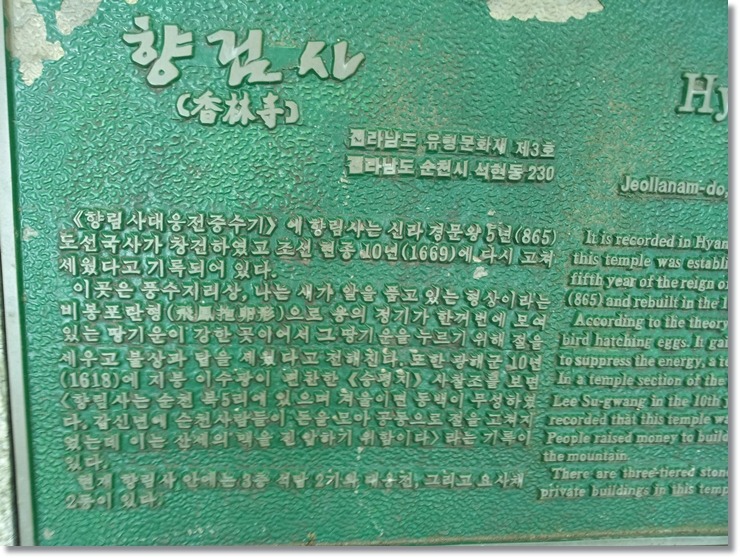 향림사
(香林寺)
전라남도 유형문화재 제3호
전라남도 순천시 석현동 230
《향림사대웅전중수기》에 향림사는 신라 경문왕 5년(865)
도선국사가 창건하였고 조선 현종 10년(1669)에 다시 고쳐
세웠다고 기록되어 있다.
이곳은 풍수지리상, 나는 새가 알을 품고 있는 형상이라는
비봉포란형(飛鳳抱卵形)으로 용의 정기가 한꺼번에 모여
있는 땅기운이 강한 곳이어서 그 땅기운을 누르기 위해 절을
세우고 불상과 탑을 세웠다고 전해진다. 또한 광해군 10년
(1618)에 지봉 이수광이 편찬한 《승평지》 사찰조를 보면
<향림사는 순천 북5리에 있으며 겨울이면 동백이 무성하였
다. 갑신년에 순천사람들이 돈을 모아 공동으로 절을 고쳐지
었는데 이는 산세의 맥을 진압하기 위함이다>라는 기록이
있다.
현재 향림사 안에는 3층 석탑 2기와 대웅전, 그리고 요사채
2동이 있다.
Hy
Jeollanam-do,
It is recorded in Hyan
this temple was establi
fifth year of the reign o
(865) and rebuilt in the 1
According to the theory
bird hatching eggs. It ga
to suppress the energy, a te
In a temple section of the
Lee Su-gwang in the 10th y
recorded that this temple wa
People raised money to build
the mountain.
There are three-tiered ston
private buildings in this temp